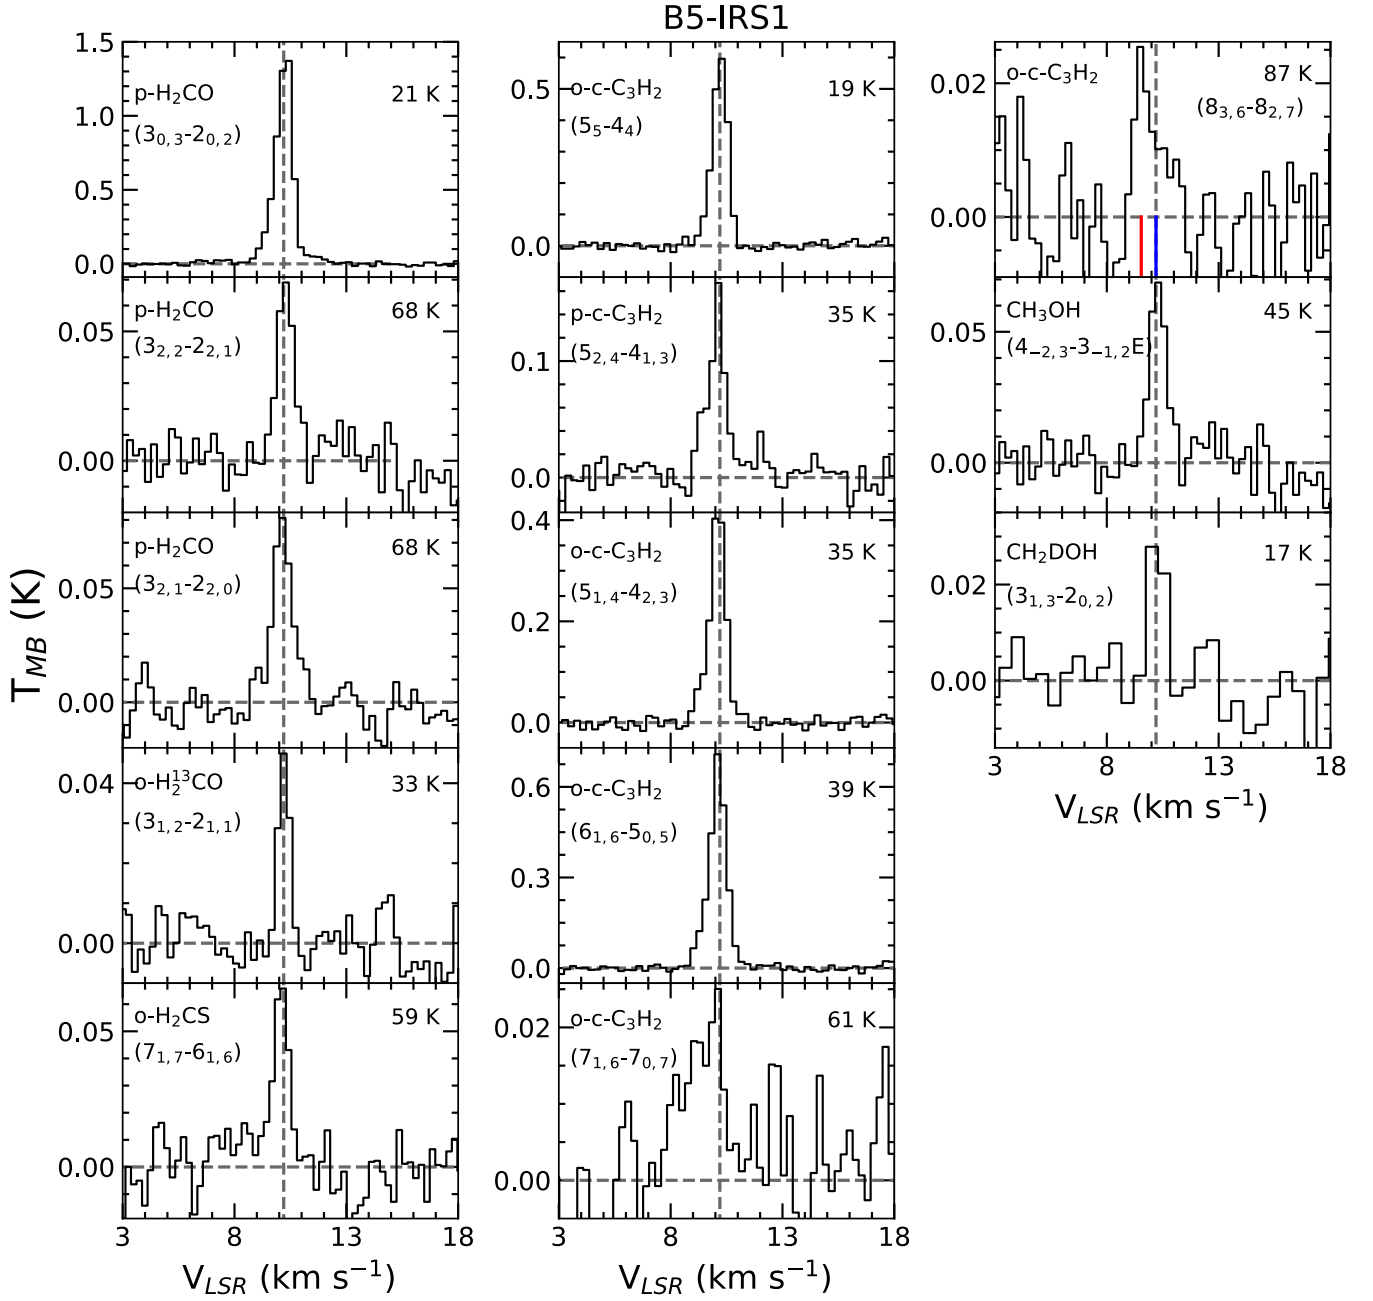 B5-IRS1
1.5
1.0
0.5
0.0
p-H₂CO 21 K
(3₀,₃-2₀,₂)
0.05
0.00
p-H₂CO 68 K
(3₂,₂-2₂,₁)
0.05
0.00
p-H₂CO 68 K
(3₂,₁-2₂,₀)
0.04
0.00
o-H₂¹³CO 33 K
(3₁,₂-2₁,₁)
0.05
0.00
o-H₂CS 59 K
(7₁,₇-6₁,₆)
3 8 13 18
V_LSR (km s⁻¹)
T_MB (K)
0.5
0.0
o-c-C₃H₂ 19 K
(5₅-4₄)
0.1
0.0
p-c-C₃H₂ 35 K
(5₂,₄-4₁,₃)
0.4
0.2
0.0
o-c-C₃H₂ 35 K
(5₁,₄-4₂,₃)
0.6
0.3
0.0
o-c-C₃H₂ 39 K
(6₁,₆-5₀,₅)
0.02
0.00
o-c-C₃H₂ 61 K
(7₁,₆-7₀,₇)
3 8 13 18
V_LSR (km s⁻¹)
0.02
0.00
o-c-C₃H₂ 87 K
(8₃,₆-8₂,₇)
0.05
0.00
CH₃OH 45 K
(4₋₂,₃-3₋₁,₂E)
0.02
0.00
CH₂DOH 17 K
(3₁,₃-2₀,₂)
3 8 13 18
V_LSR (km s⁻¹)